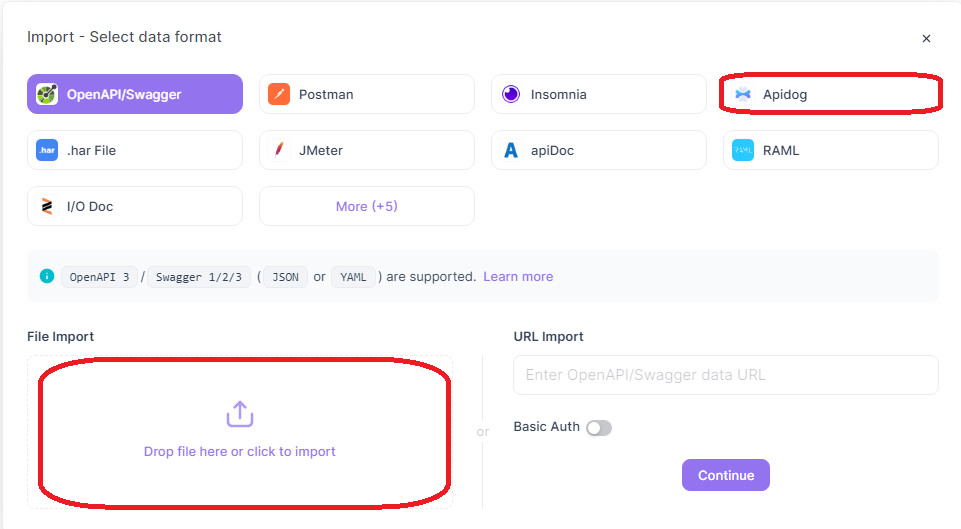 Import - Select data format
OpenAPI/Swagger
Postman
Insomnia
Apidog
.har
.har File
JMeter
apiDoc
RAML
RAML
I/O Doc
More (+5)
OpenAPI 3 / Swagger 1/2/3 ( JSON or YAML ) are supported. Learn more
File Import
Drop file here or click to import
or
URL Import
Enter OpenAPI/Swagger data URL
Basic Auth
Continue